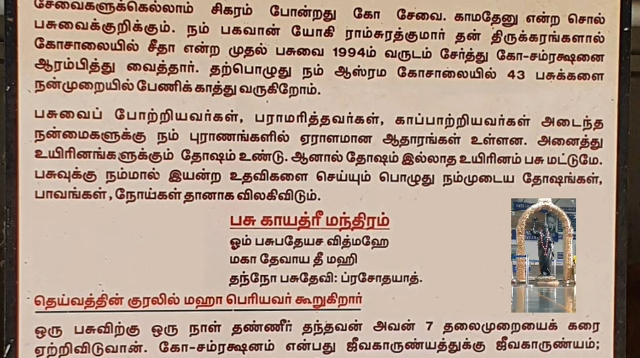 சேவைகளுக்கெல்லாம் சிகரம் போன்றது கோ சேவை. காமதேனு என்ற சொல்
பசுவைக்குறிக்கும். நம் பகவான் யோகி ராம்சுரத்குமார் தன் திருக்கரங்களால்
கோசாலையில் சீதா என்ற முதல் பசுவை 1994ம் வருடம் சேர்த்து கோ-சம்ரக்ஷனை
ஆரம்பித்து வைத்தார். தற்பொழுது நம் ஆஸ்ரம கோசாலையில் 43 பசுக்களை
நன்முறையில் பேணிக் காத்து வருகிறோம்.
பசுவைப் போற்றியவர்கள், பராமரித்தவர்கள், காப்பாற்றியவர்கள் அடைந்த
நன்மைகளுக்கு நம் புராணங்களில் ஏராளமான ஆதாரங்கள் உள்ளன. அனைத்து
உயிரினங்களுக்கும் தோஷம் உண்டு. ஆனால் தோஷம் இல்லாத உயிரினம் பசு மட்டுமே.
பசுவுக்கு நம்மால் இயன்ற உதவிகளை செய்யும் பொழுது நம்முடைய தோஷங்கள்,
பாவங்கள், நோய்கள் தானாக விலகிவிடும்.
பசு காயத்ரீ மந்திரம்
ஓம் பசுபதேயச வித்மஹே
மகா தேவாய தீ மஹி
தந்நோ பசுதேவி: ப்ரசோதயாத்.
தெய்வத்தின் குரலில் மஹா பெரியவர் கூறுகிறார்
ஒரு பசுவிற்கு ஒரு நாள் தண்ணீர் தந்தவன் அவன் 7 தலைமுறையைக் கரை
ஏற்றிவிடுவான். கோ-சம்ரக்ஷனம் என்பது ஜீவகாருண்யத்துக்கு ஜீவகாருண்யம்;